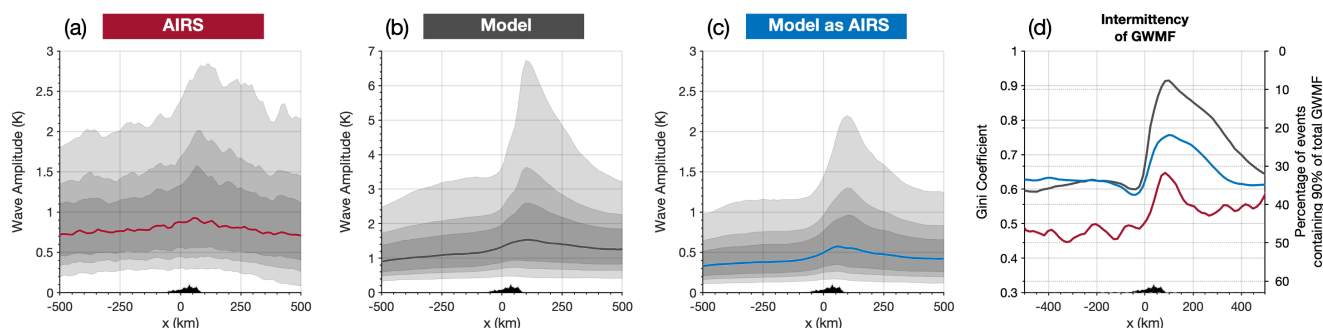 (a) AIRS
Wave Amplitude (K)
3
2.5
2
1.5
1
0.5
0
-500 -250 0 250 500
x (km)
(b) Model
Wave Amplitude (K)
7
6
5
4
3
2
1
0
-500 -250 0 250 500
x (km)
(c) Model as AIRS
Wave Amplitude (K)
3
2.5
2
1.5
1
0.5
0
-500 -250 0 250 500
x (km)
(d) Intermittency
of GWMF
Gini Coefficient
1
0.9
0.8
0.7
0.6
0.5
0.4
0.3
-400 -200 0 200 400
x (km)
0
10
20
30
40
50
60
Percentage of events
containing 90% of total GWMF